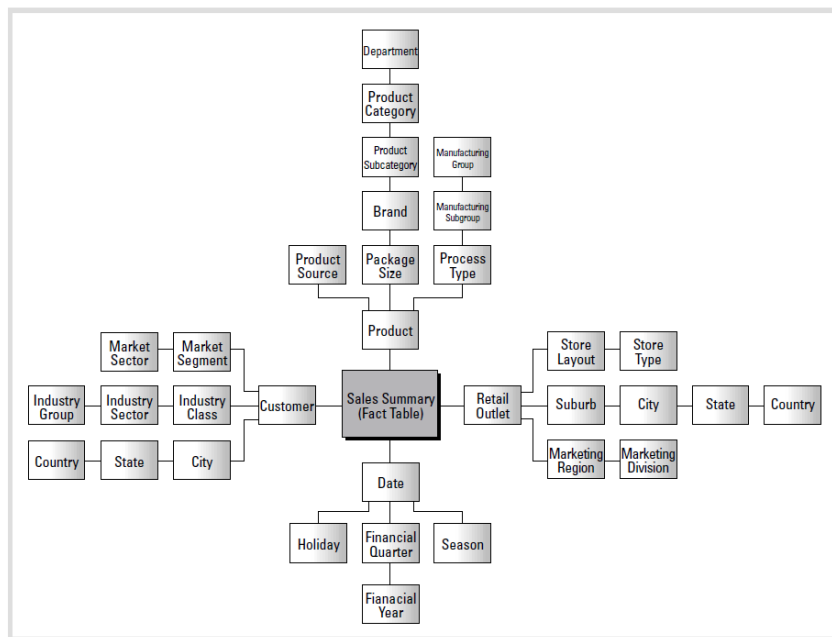 Department
Product
Category
Product
Subcategory
Manufacturing
Group
Brand
Manufacturing
Subgroup
Product
Source
Package
Size
Process
Type
Product
Market
Sector
Market
Segment
Store
Layout
Store
Type
Industry
Group
Industry
Sector
Industry
Class
Customer
Sales Summary
(Fact Table)
Retail
Outlet
Suburb
City
State
Country
Country
State
City
Marketing
Region
Marketing
Division
Date
Holiday
Financial
Quarter
Season
Fianacial
Year